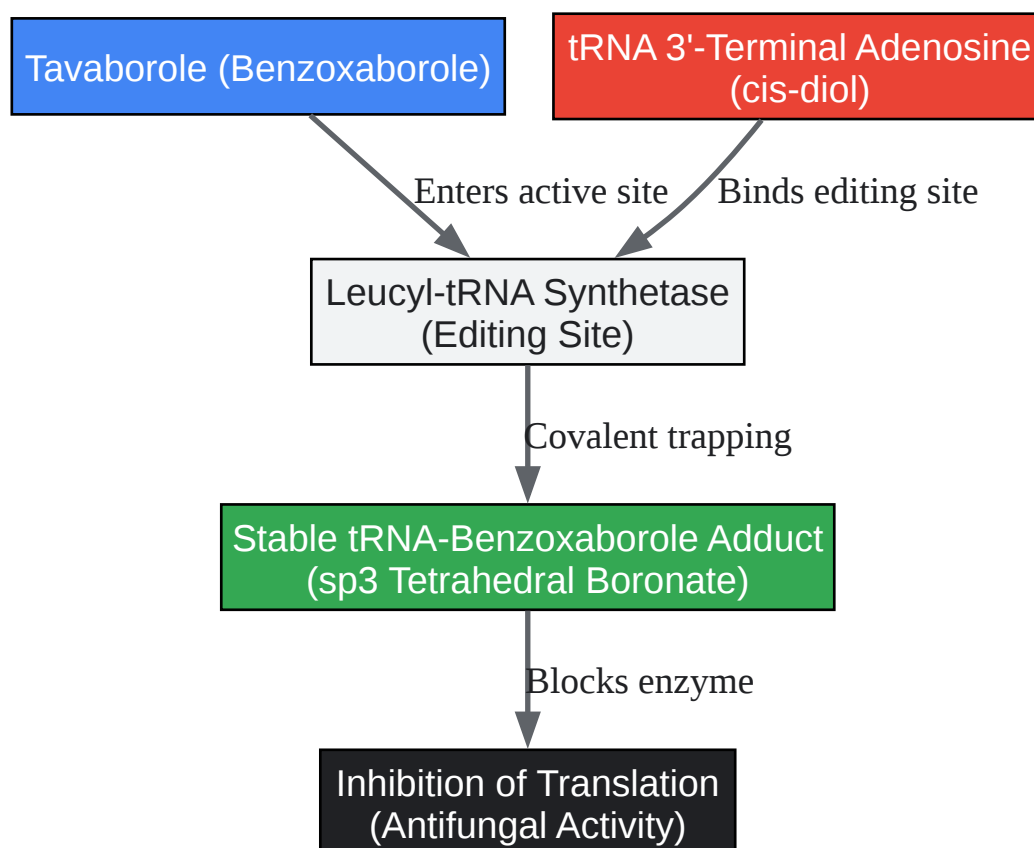 Tavaborole (Benzoxaborole)
tRNA 3'-Terminal Adenosine
(cis-diol)
Enters active site
Binds editing site
Leucyl-tRNA Synthetase
(Editing Site)
Covalent trapping
Stable tRNA-Benzoxaborole Adduct
(sp3 Tetrahedral Boronate)
Blocks enzyme
Inhibition of Translation
(Antifungal Activity)